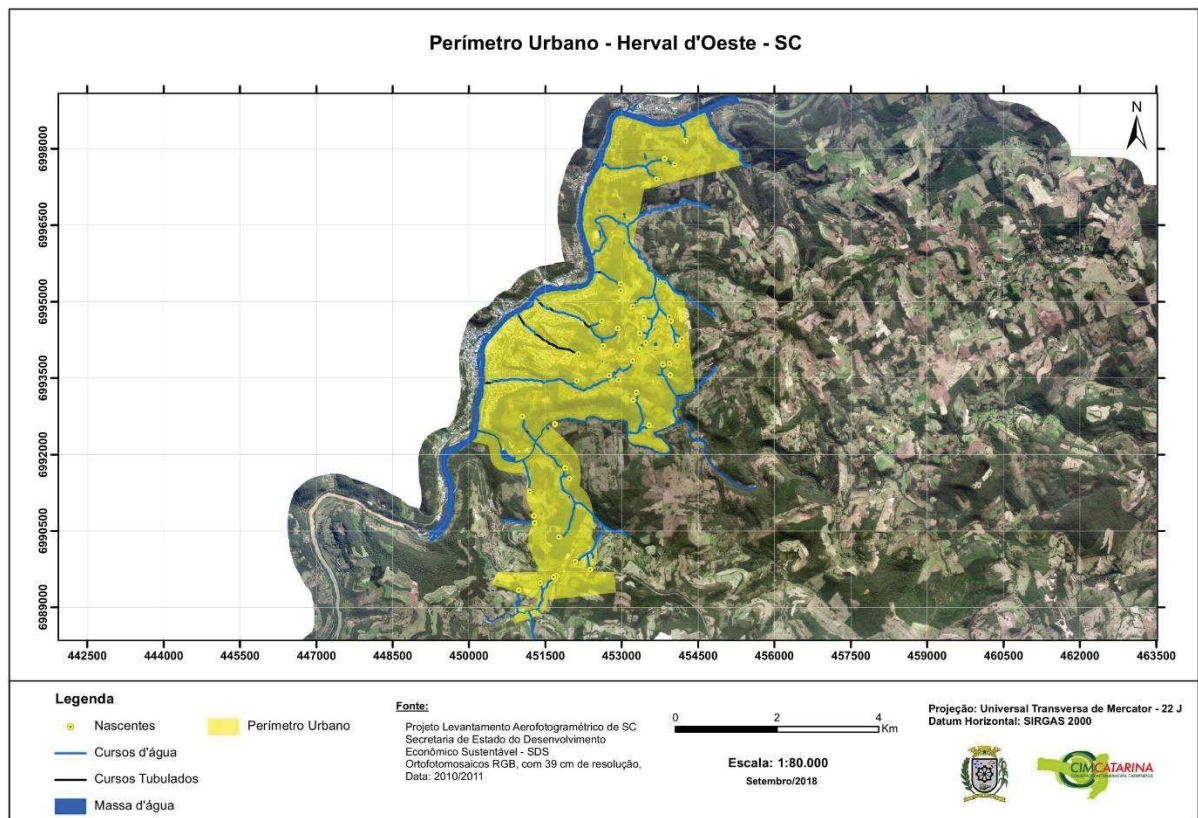 Perímetro Urbano - Herval d'Oeste - SC
N
6998000
6996500
6995000
6993500
6992000
6990500
6989000
442500 444000 445500 447000 448500 450000 451500 453000 454500 456000 457500 459000 460500 462000 463500
Legenda
Nascentes
Perímetro Urbano
Cursos d'água
Cursos Tubulados
Massa d'água
Fonte:
Projeto Levantamento Aerofotogramétrico de SC
Secretaria de Estado do Desenvolvimento
Econômico Sustentável - SDS
Ortofotomosaicos RGB, com 39 cm de resolução,
Data: 2010/2011
0 2 4
Km
Escala: 1:80.000
Setembro/2018
Projeção: Universal Transversa de Mercator - 22 J
Datum Horizontal: SIRGAS 2000
CIMCATARINA